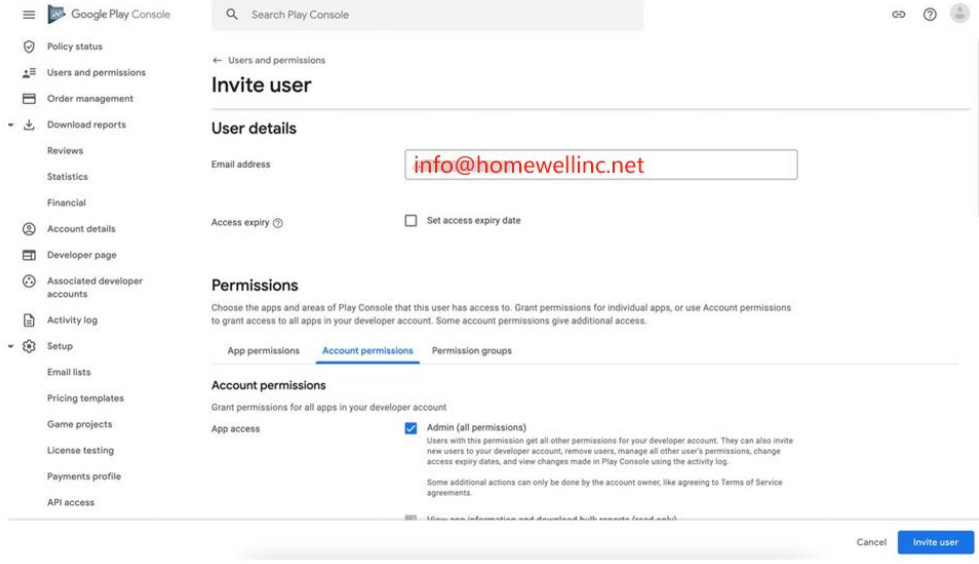 Google Play Console
Search Play Console
Policy status
Users and permissions
Order management
Download reports
Reviews
Statistics
Financial
Account details
Developer page
Associated developer
accounts
Activity log
Setup
Email lists
Pricing templates
Game projects
License testing
Payments profile
API access
← Users and permissions
Invite user
User details
Email address
info@homewellinc.net
Access expiry
Set access expiry date
Permissions
Choose the apps and areas of Play Console that this user has access to. Grant permissions for individual apps, or use Account permissions
to grant access to all apps in your developer account. Some account permissions give additional access.
App permissions Account permissions Permission groups
Account permissions
Grant permissions for all apps in your developer account
App access
Admin (all permissions)
Users with this permission get all other permissions for your developer account. They can also invite
new users to your developer account, remove users, manage all other user's permissions, change
access expiry dates, and view changes made in Play Console using the activity log.
Some additional actions can only be done by the account owner, like agreeing to Terms of Service
agreements.
View app information and download bulk reports (read-only)
Cancel Invite user